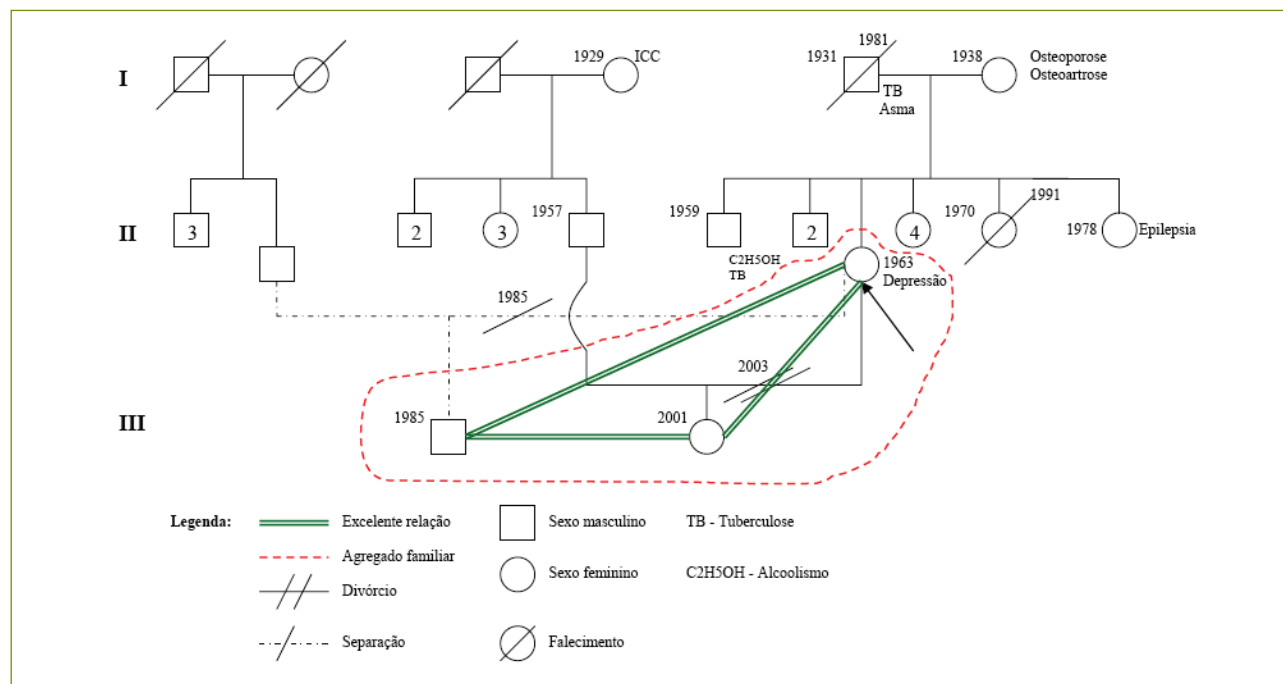 I
1929
ICC
1931
1981
TB
Asma
1938
Osteoporose
Osteoartrose
II
3
2
3
1957
1959
2
4
1970
1991
1978
Epilepsia
C2H5OH
TB
1963
Depressão
1985
2003
III
1985
2001
Legenda:
Excelente relação
Agregado familiar
Divórcio
Separação
Sexo masculino
Sexo feminino
Falecimento
TB - Tuberculose
C2H5OH - Alcoolismo